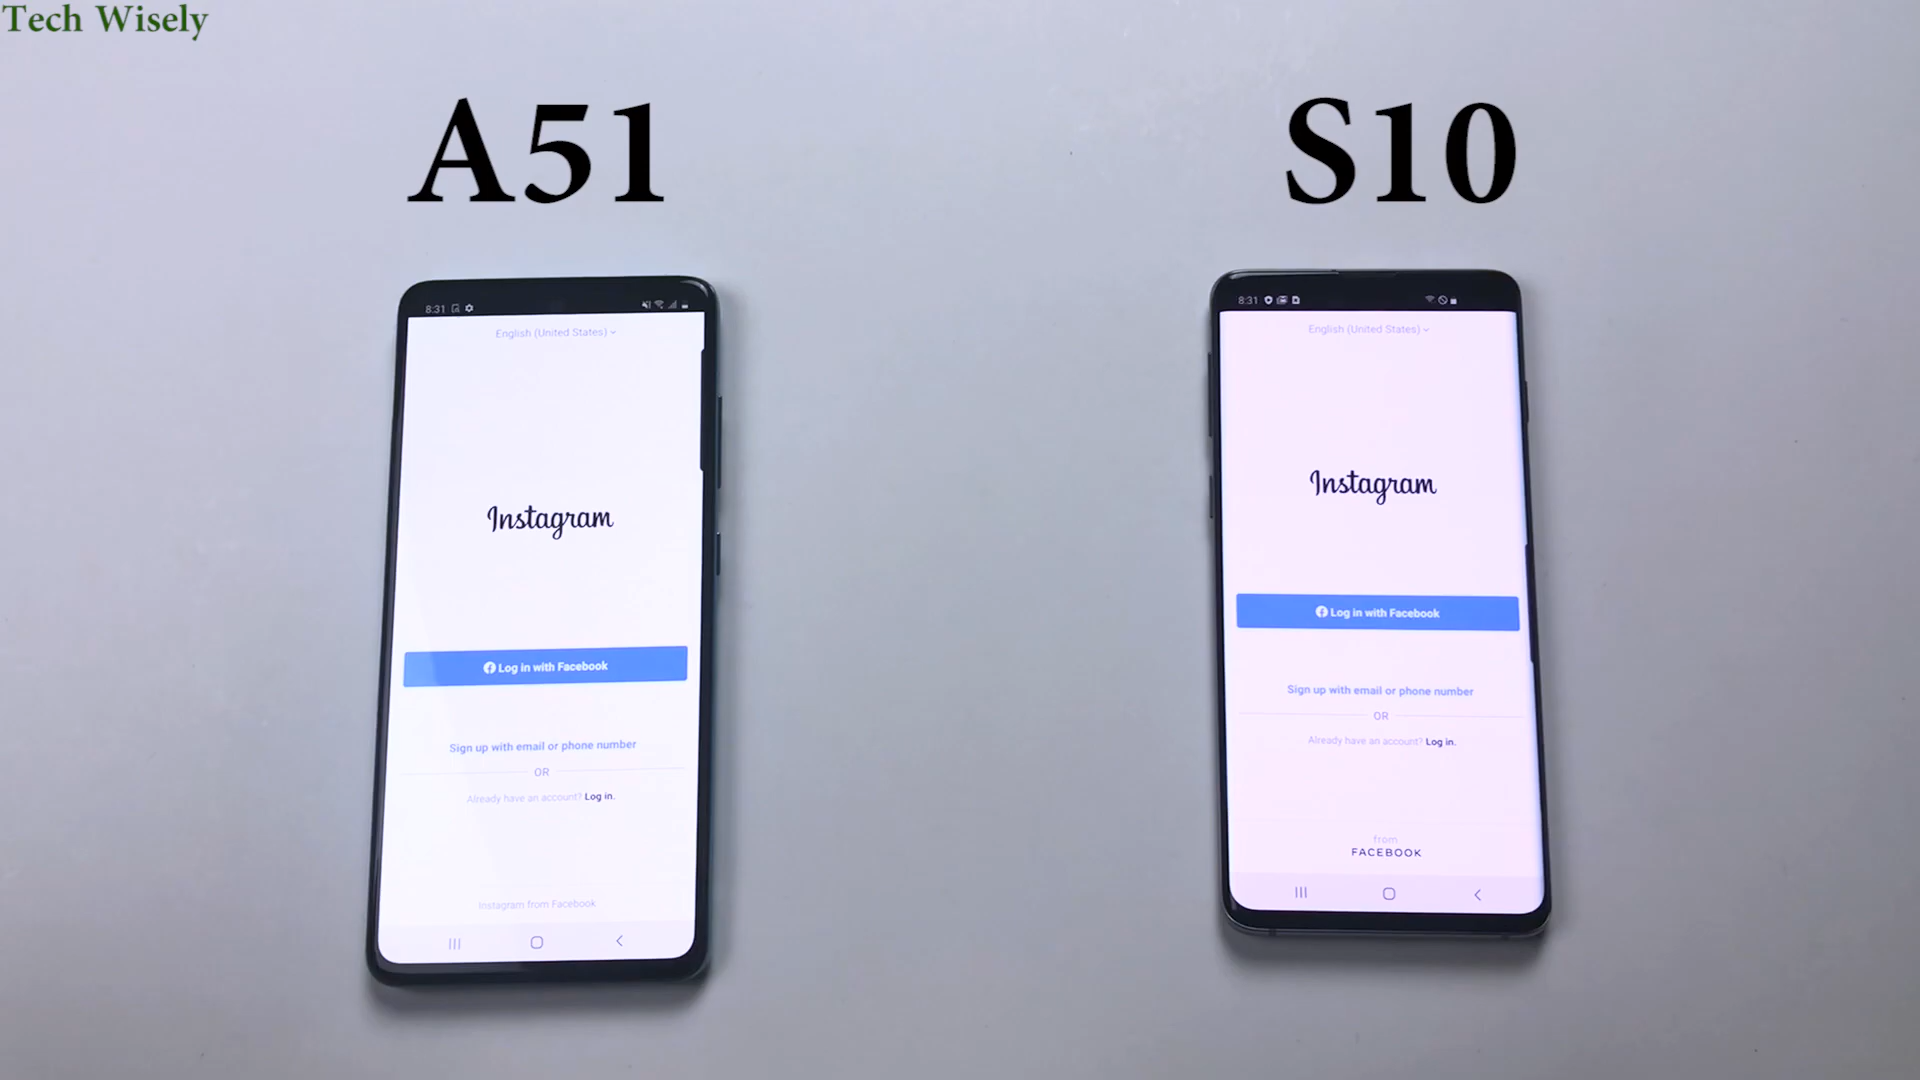 Tech Wisely
A51
S10
8:31
English (United States)
Instagram
Log in with Facebook
Sign up with email or phone number
OR
Already have an account? Log in.
Instagram from Facebook
8:31
English (United States)
Instagram
Log in with Facebook
Sign up with email or phone number
OR
Already have an account? Log in.
from
FACEBOOK